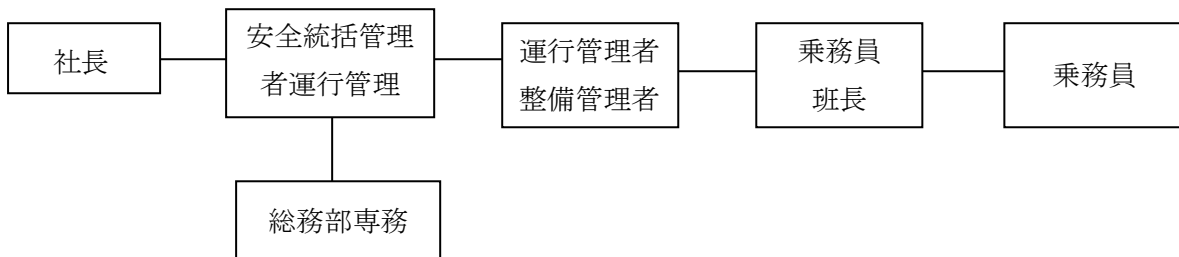 社長
安全統括管理
者運行管理
運行管理者
整備管理者
乗務員
班長
乗務員
総務部専務